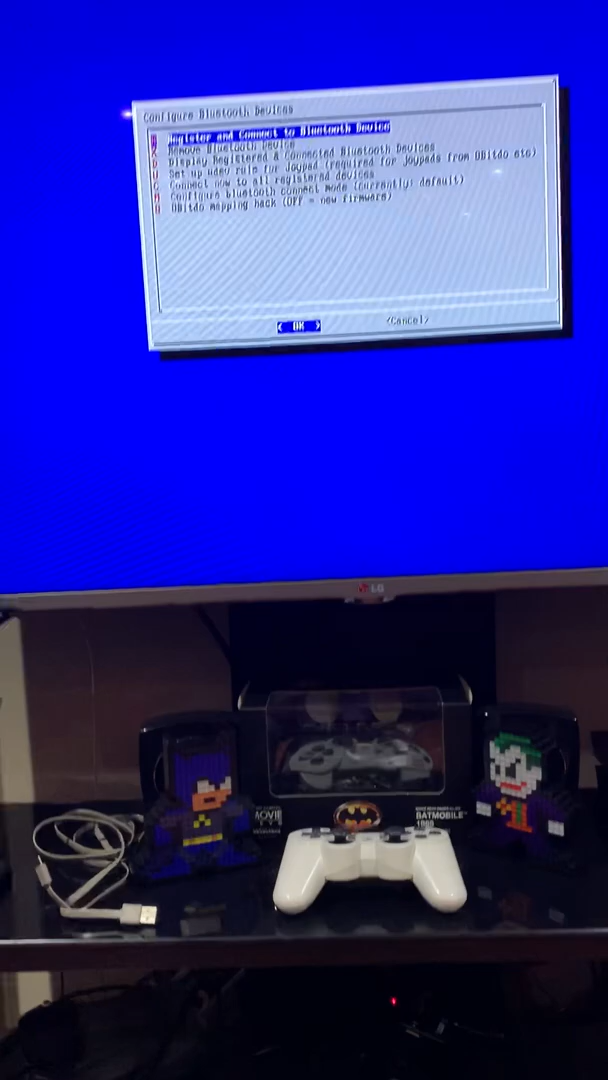 Configure Bluetooth Devices
R Register and Connect to Bluetooth Device
X Remove Bluetooth Device
Display Registered & Connected Bluetooth Devices
U Set up udev rule for Joypad (required for joypads from 8Bitdo etc)
C Connect now to all registered devices
M Configure bluetooth connect mode (currently: default)
8Bitdo mapping hack (OFF = new firmware)
< OK >
<Cancel>
LG
MOVIE
BATMOBILE™
1989